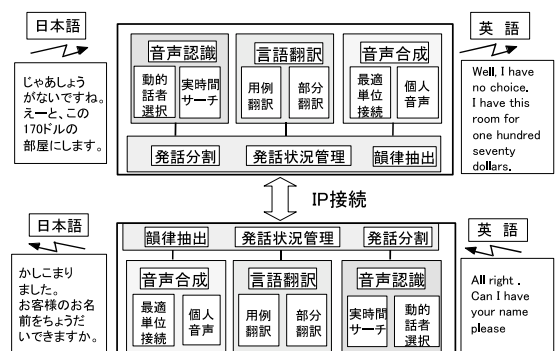 日本語
英 語
音声認識
言語翻訳
音声合成
動的
話者
選択
実時間
サーチ
用例
翻訳
部分
翻訳
最適
単位
接続
個人
音声
じゃあしょう
がないですね。
えーと、この
170ドルの
部屋にします。
Well, I have
no choice.
I have this
room for
one hundred
seventy
dollars.
発話分割
発話状況管理
韻律抽出
IP接続
日本語
英 語
韻律抽出
発話状況管理
発話分割
音声合成
言語翻訳
音声認識
最適
単位
接続
個人
音声
用例
翻訳
部分
翻訳
実時間
サーチ
動的
話者
選択
かしこまり
ました。
お客様のお名
前をちょうだ
いできますか。
All right .
Can I have
your name
please